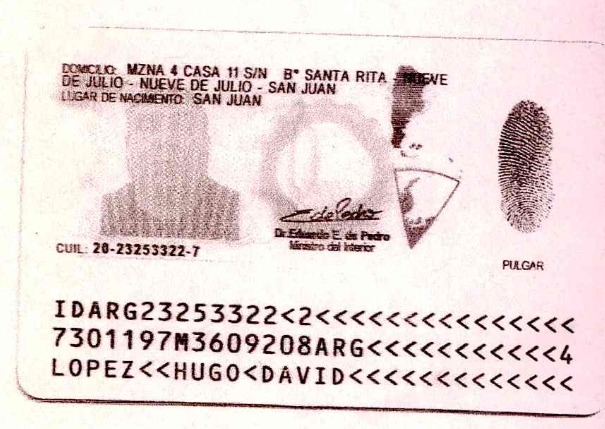 DOMICILIO: MZNA 4 CASA 11 S/N B° SANTA RITA - NUEVE
DE JULIO - NUEVE DE JULIO - SAN JUAN
LUGAR DE NACIMIENTO: SAN JUAN
Dr. Eduardo E. de Pedro
Ministro del Interior
CUIL: 20-23253322-7
PULGAR
IDARG23253322<2<<<<<<<<<<<<<<<
7301197M3609208ARG<<<<<<<<<<<4
LOPEZ<<HUGO<DAVID<<<<<<<<<<<<<